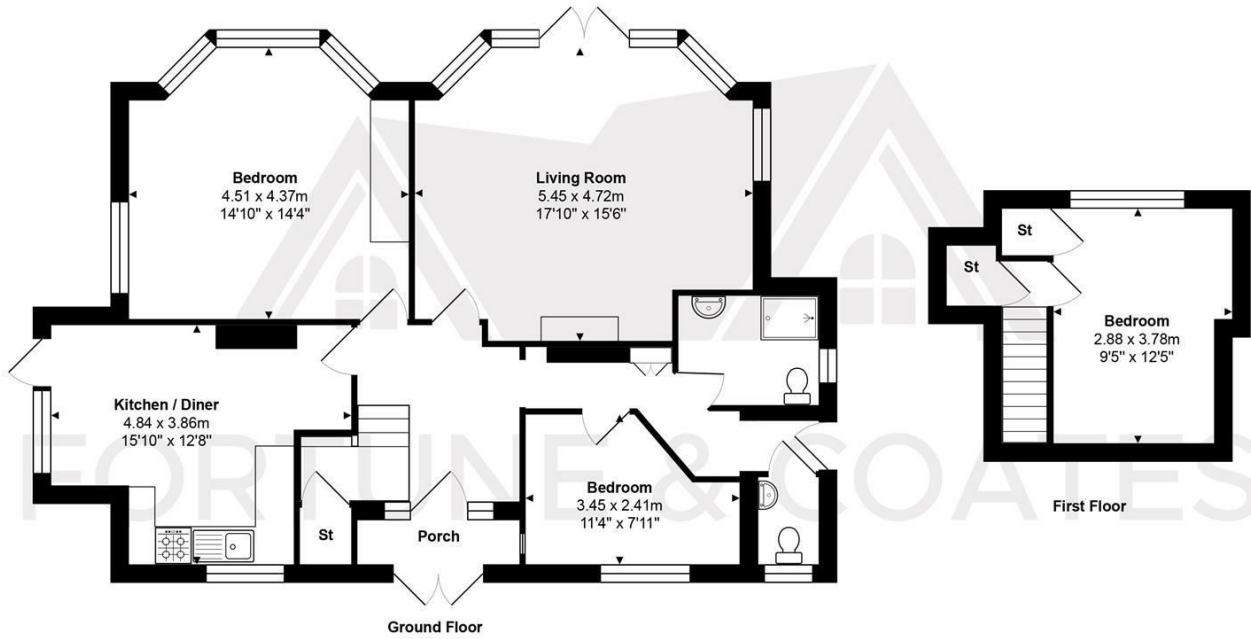 Bedroom
4.51 x 4.37m
14'10" x 14'4"
Living Room
5.45 x 4.72m
17'10" x 15'6"
Kitchen / Diner
4.84 x 3.86m
15'10" x 12'8"
St
Porch
Bedroom
3.45 x 2.41m
11'4" x 7'11"
Ground Floor
St
St
Bedroom
2.88 x 3.78m
9'5" x 12'5"
First Floor
FORTUNE & COATES